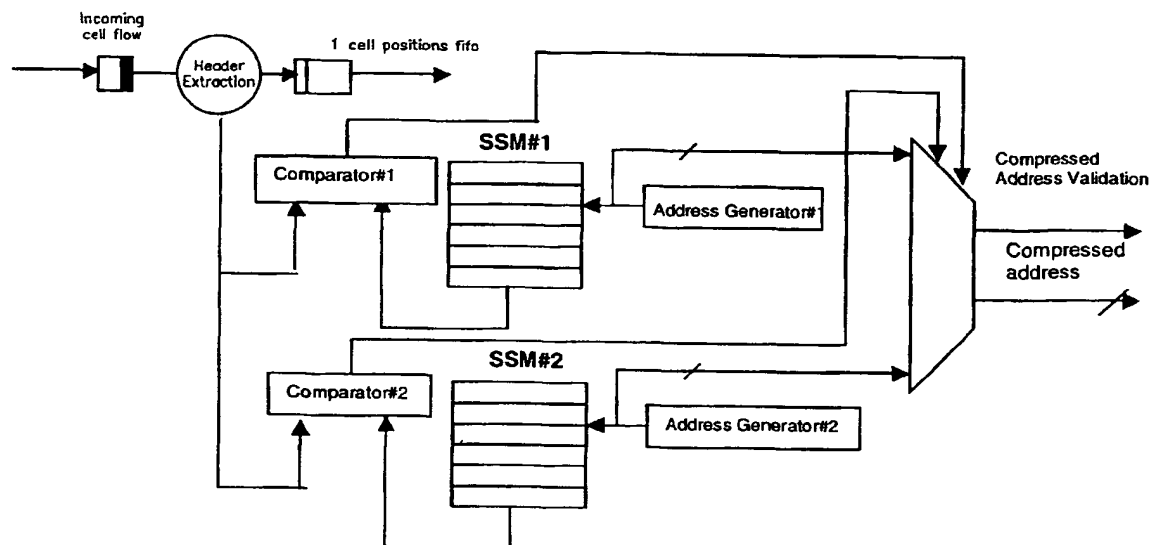 Incoming
cell flow
1 cell positions fifo
Header
Extraction
SSM#1
Comparator#1
Address Generator#1
Compressed
Address Validation
Compressed
address
SSM#2
Comparator#2
Address Generator#2